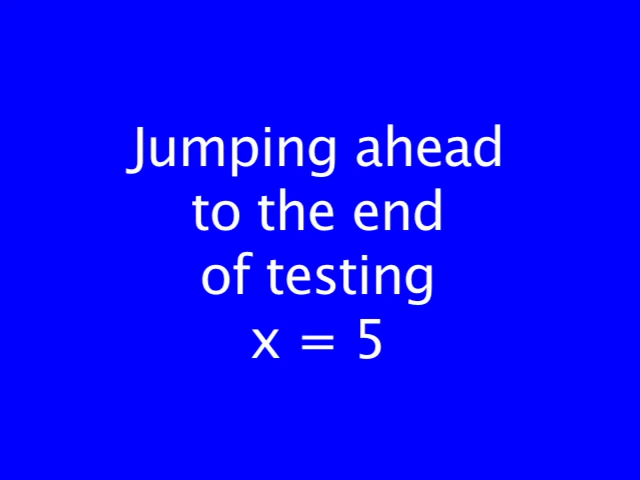 Jumping ahead
to the end
of testing
x = 5